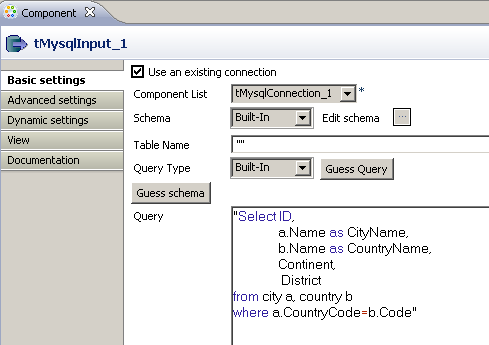 Component
tMysqlInput_1
Basic settings
Advanced settings
Dynamic settings
View
Documentation
Use an existing connection
Component List tMysqlConnection_1 *
Schema Built-In Edit schema ...
Table Name ""
Query Type Built-In Guess Query
Guess schema
Query "Select ID,
a.Name as CityName,
b.Name as CountryName,
Continent,
District
from city a, country b
where a.CountryCode=b.Code"